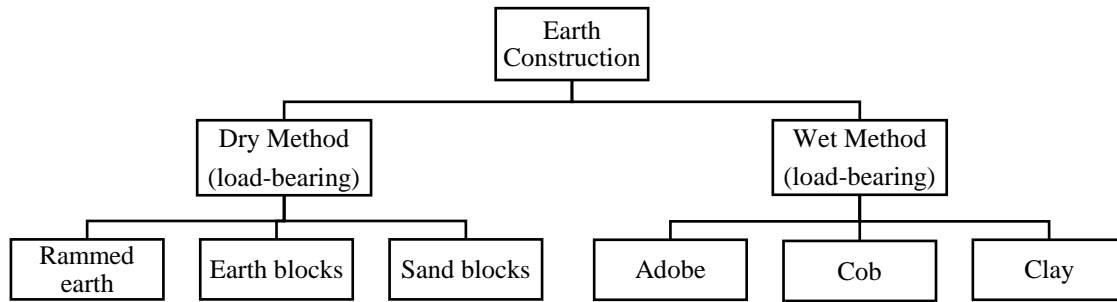 Earth
Construction
Dry Method
(load-bearing)
Wet Method
(load-bearing)
Rammed
earth
Earth blocks
Sand blocks
Adobe
Cob
Clay